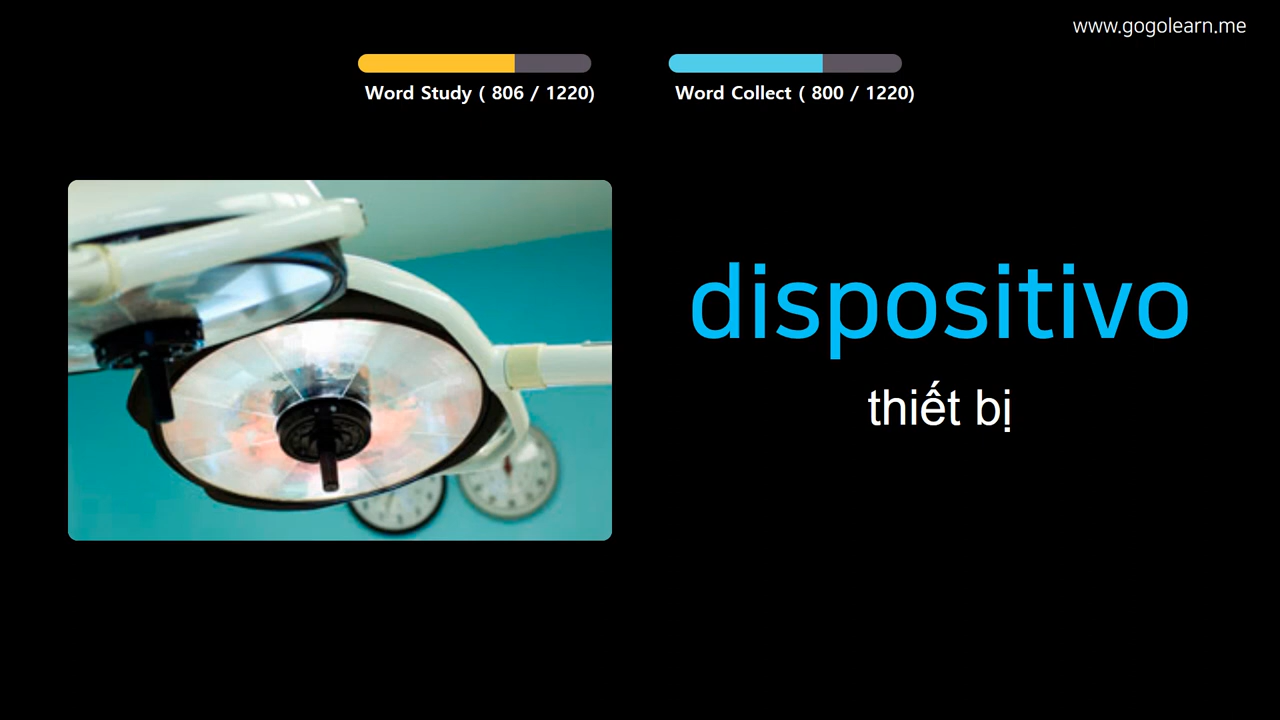 www.gogolearn.me
Word Study ( 806 / 1220)
Word Collect ( 800 / 1220)
dispositivo
thiết bị